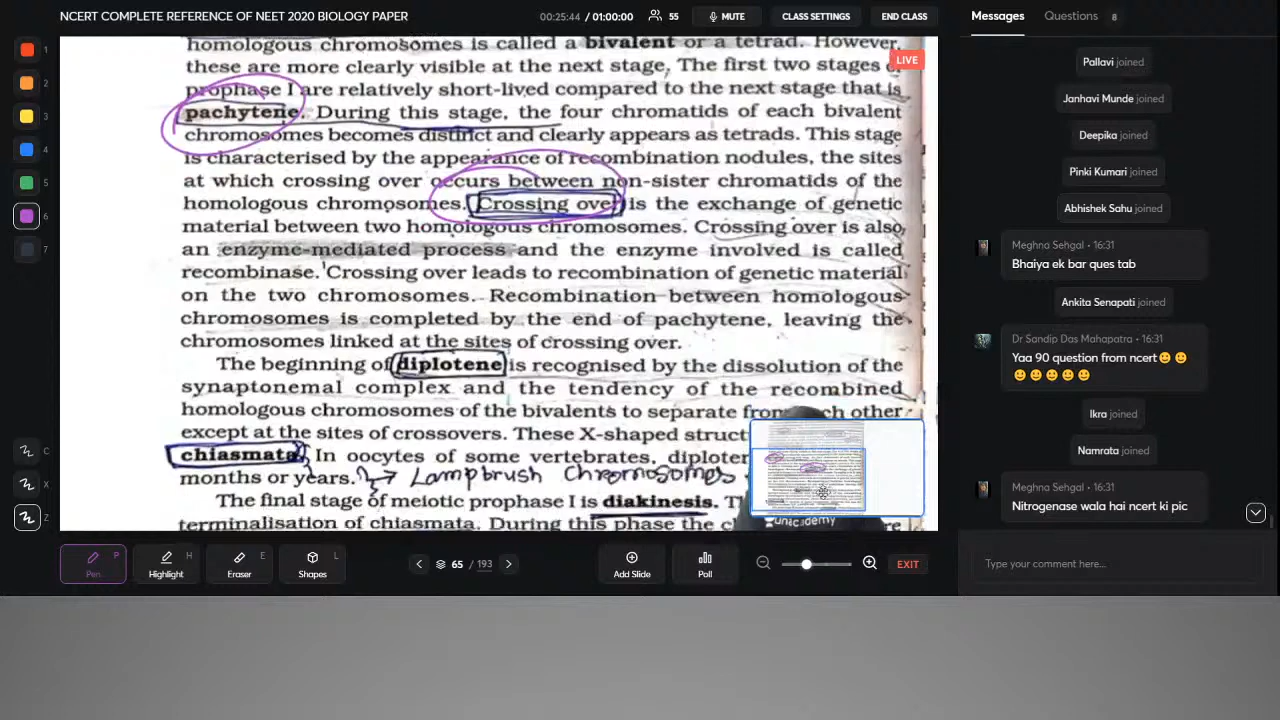 NCERT COMPLETE REFERENCE OF NEET 2020 BIOLOGY PAPER
00:25:44 / 01:00:00
55
MUTE
CLASS SETTINGS
END CLASS
1
2
3
4
5
6
7
C
X
Z
LIVE
homologous chromosomes is called a bivalent or a tetrad. However,
these are more clearly visible at the next stage. The first two stages of
prophase I are relatively short-lived compared to the next stage that is
pachytene. During this stage, the four chromatids of each bivalent
chromosomes becomes distinct and clearly appears as tetrads. This stage
is characterised by the appearance of recombination nodules, the sites
at which crossing over occurs between non-sister chromatids of the
homologous chromosomes. Crossing over is the exchange of genetic
material between two homologous chromosomes. Crossing over is also
an enzyme-mediated process and the enzyme involved is called
recombinase. Crossing over leads to recombination of genetic material
on the two chromosomes. Recombination between homologous
chromosomes is completed by the end of pachytene, leaving the
chromosomes linked at the sites of crossing over.
The beginning of diplotene is recognised by the dissolution of the
synaptonemal complex and the tendency of the recombined
homologous chromosomes of the bivalents to separate from each other
except at the sites of crossovers. These X-shaped struct
chiasmata. In oocytes of some
rates, diploter
months or years. Lampbrush Chromosomes
The final stage of meiotic prophase is diakinesis. T
terminalisation of chiasmata. During this phase the c
unacademy
Pen P
Highlight H
Eraser E
Shapes L
65 / 193
Add Slide
Poll
EXIT
Messages
Questions 8
Pallavi joined
Janhavi Munde joined
Deepika joined
Pinki Kumari joined
Abhishek Sahu joined
Meghna Sehgal • 16:31
Bhaiya ek bar ques tab
Ankita Senapati joined
Dr Sandip Das Mahapatra • 16:31
Yaa 90 question from ncert😀 😀
😀 😀 😀 😀 😀
Ikra joined
Namrata joined
Meghna Sehgal • 16:31
Nitrogenase wala hai ncert ki pic
Type your comment here...